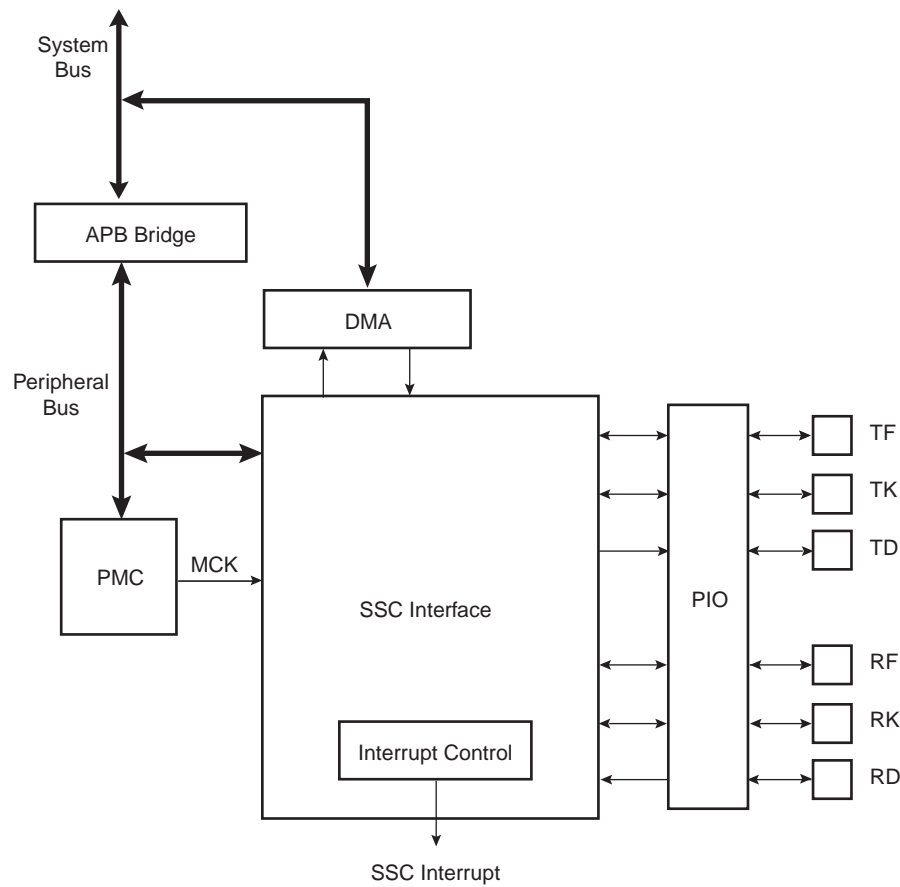 System
Bus
APB Bridge
DMA
Peripheral
Bus
PMC
MCK
SSC Interface
Interrupt Control
SSC Interrupt
PIO
TF
TK
TD
RF
RK
RD